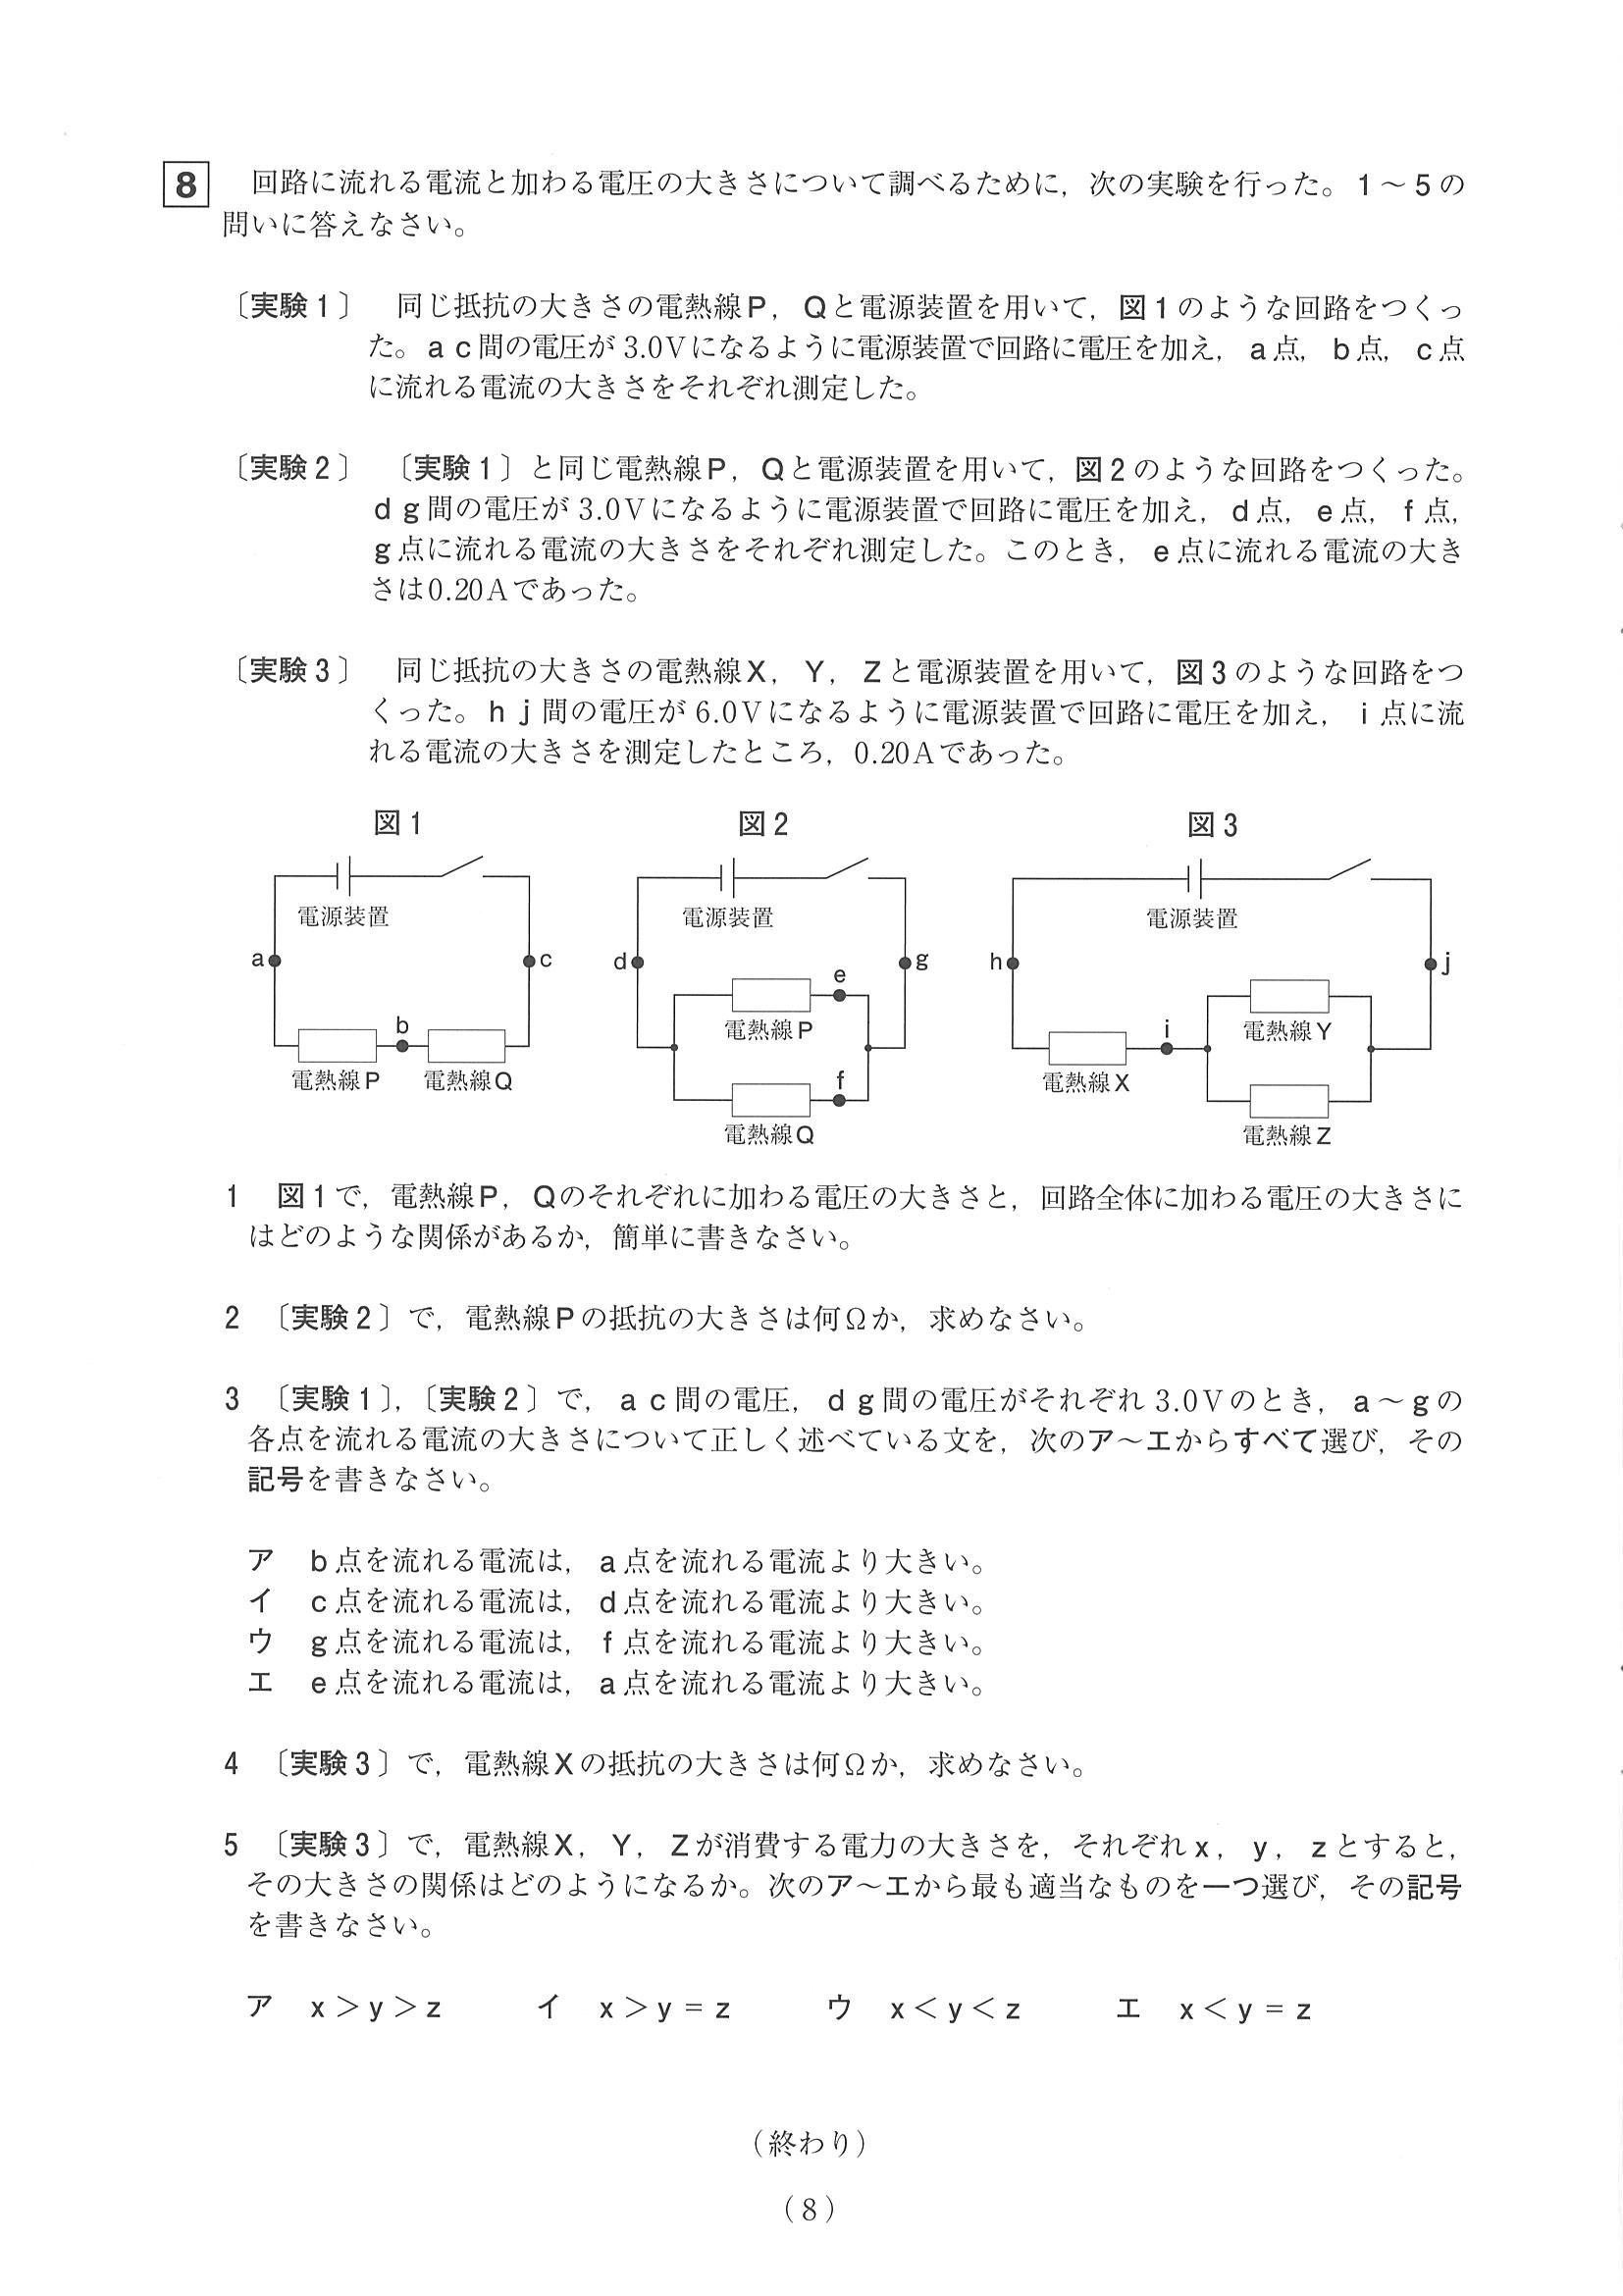 8 回路に流れる電流と加わる電圧の大きさについて調べるために，次の実験を行った。1～5の
問いに答えなさい。
〔実験1〕 同じ抵抗の大きさの電熱線P，Qと電源装置を用いて，図1のような回路をつくっ
た。ac間の電圧が3.0Vになるように電源装置で回路に電圧を加え，a点，b点，c点
に流れる電流の大きさをそれぞれ測定した。
〔実験2〕 〔実験1〕と同じ電熱線P，Qと電源装置を用いて，図2のような回路をつくった。
dg間の電圧が3.0Vになるように電源装置で回路に電圧を加え，d点，e点，f点，
g点に流れる電流の大きさをそれぞれ測定した。このとき，e点に流れる電流の大き
さは0.20Aであった。
〔実験3〕 同じ抵抗の大きさの電熱線X，Y，Zと電源装置を用いて，図3のような回路をつ
くった。hj間の電圧が6.0Vになるように電源装置で回路に電圧を加え，i点に流
れる電流の大きさを測定したところ，0.20Aであった。
図1
電源装置
a
c
b
電熱線P 電熱線Q
図2
電源装置
d
g
e
電熱線P
f
電熱線Q
図3
電源装置
h
j
i
電熱線Y
電熱線X
電熱線Z
1 図1で，電熱線P，Qのそれぞれに加わる電圧の大きさと，回路全体に加わる電圧の大きさに
はどのような関係があるか，簡単に書きなさい。
2 〔実験2〕で，電熱線Pの抵抗の大きさは何Ωか，求めなさい。
3 〔実験1〕，〔実験2〕で，ac間の電圧，dg間の電圧がそれぞれ3.0Vのとき，a～gの
各点を流れる電流の大きさについて正しく述べている文を，次のア～エからすべて選び，その
記号を書きなさい。
ア b点を流れる電流は，a点を流れる電流より大きい。
イ c点を流れる電流は，d点を流れる電流より大きい。
ウ g点を流れる電流は，f点を流れる電流より大きい。
エ e点を流れる電流は，a点を流れる電流より大きい。
4 〔実験3〕で，電熱線Xの抵抗の大きさは何Ωか，求めなさい。
5 〔実験3〕で，電熱線X，Y，Zが消費する電力の大きさを，それぞれx，y，zとすると，
その大きさの関係はどのようになるか。次のア～エから最も適当なものを一つ選び，その記号
を書きなさい。
ア x＞y＞z イ x＞y＝z ウ x＜y＜z エ x＜y＝z
（終わり）
（8）